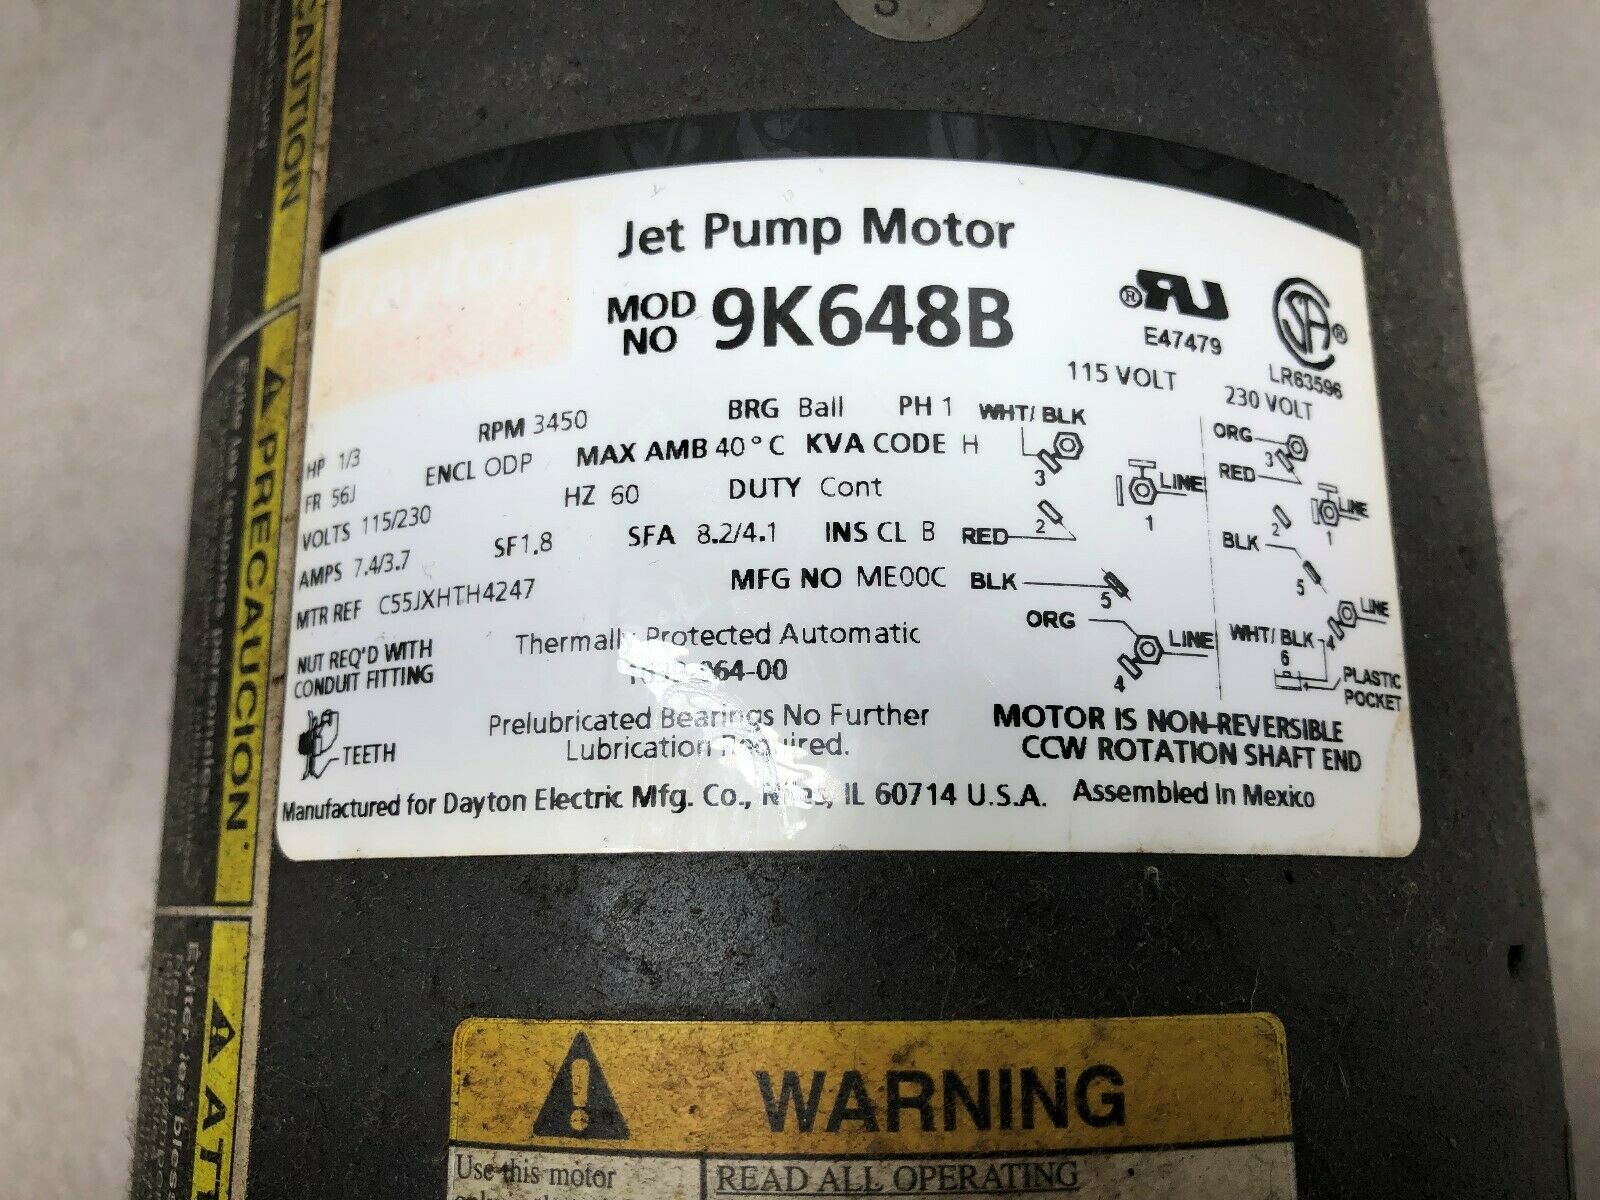 CAUTION
PRECAUCION
Dayton
Jet Pump Motor
MOD NO 9K648B
E47479
LR63596
HP 1/3
RPM 3450
BRG Ball
PH 1
FR 56J
ENCL ODP
MAX AMB 40°C
KVA CODE H
VOLTS 115/230
HZ 60
DUTY Cont
AMPS 7.4/3.7
SF 1.8
SFA 8.2/4.1
INS CL B
MTR REF C55JXHTH4247
MFG NO ME00C
NUT REQ'D WITH
CONDUIT FITTING
TEETH
Thermally Protected Automatic
64-00
Prelubricated Bearings No Further
Lubrication Required.
115 VOLT
WHT/ BLK
3
LINE
1
RED
2
BLK
5
ORG
LINE
4
230 VOLT
ORG
3
RED
LINE
1
2
BLK
5
LINE
WHT/ BLK
4
6
PLASTIC
POCKET
MOTOR IS NON-REVERSIBLE
CCW ROTATION SHAFT END
Manufactured for Dayton Electric Mfg. Co., Niles, IL 60714 U.S.A. Assembled In Mexico
WARNING
Use this motor
READ ALL OPERATING